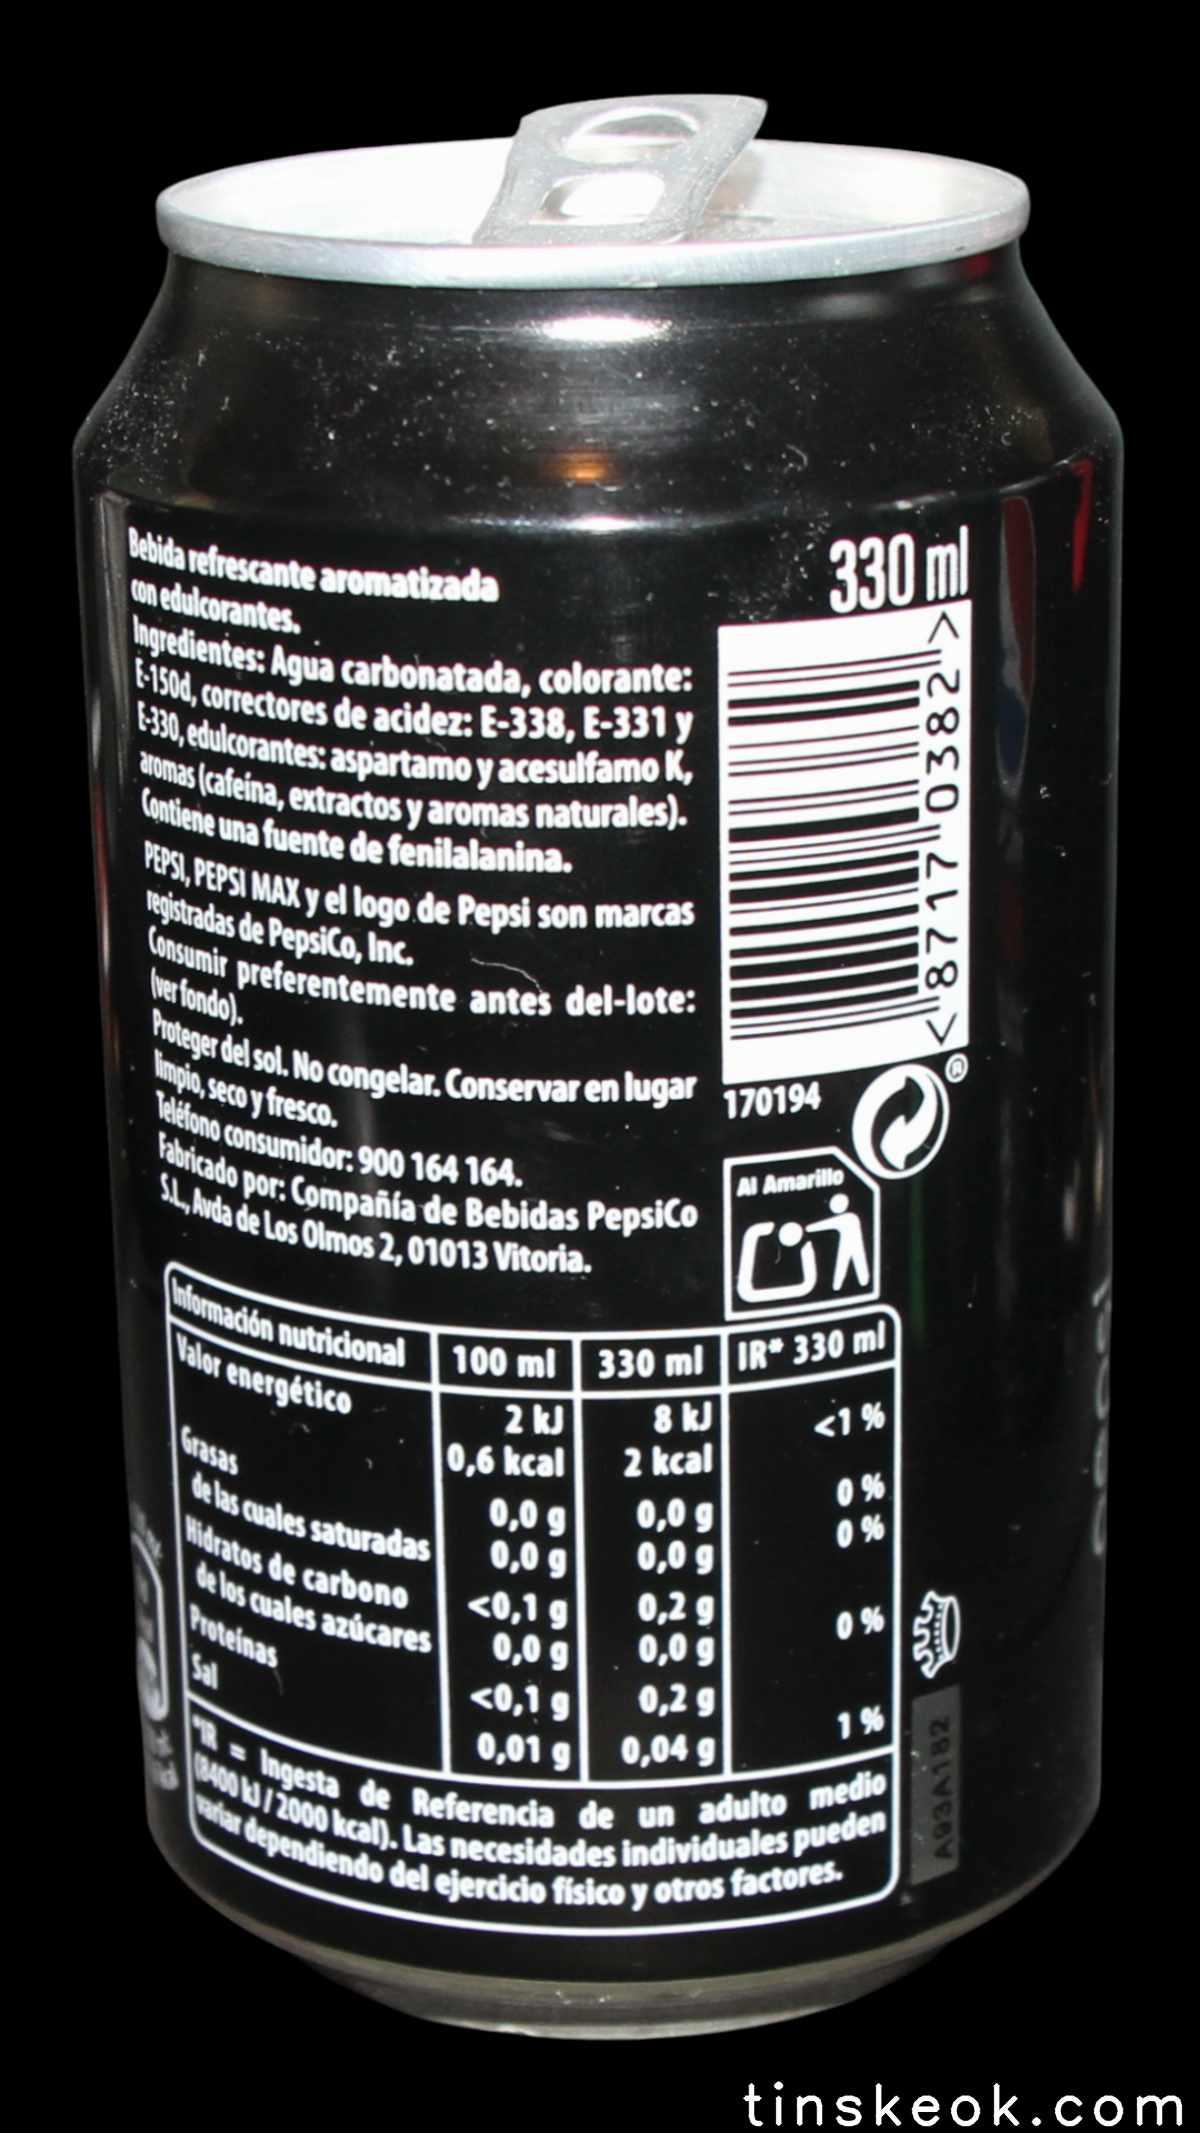 Bebida refrescante aromatizada
con edulcorantes.
Ingredientes: Agua carbonatada, colorante:
E-150d, correctores de acidez: E-338, E-331 y
E-330, edulcorantes: aspartamo y acesulfamo K,
aromas (cafeína, extractos y aromas naturales).
Contiene una fuente de fenilalanina.
PEPSI, PEPSI MAX y el logo de Pepsi son marcas
registradas de PepsiCo, Inc.
Consumir preferentemente antes del-lote:
(ver fondo).
Proteger del sol. No congelar. Conservar en lugar
limpio, seco y fresco.
Teléfono consumidor: 900 164 164.
Fabricado por: Compañía de Bebidas PepsiCo
S.L., Avda de Los Olmos 2, 01013 Vitoria.
330 ml
<8717 0382>
170194
®
Al Amarillo
Información nutricional 100 ml 330 ml IR* 330 ml
Valor energético 2 kJ 8 kJ <1 %
0,6 kcal 2 kcal
Grasas 0,0 g 0,0 g 0 %
de las cuales saturadas 0,0 g 0,0 g 0 %
Hidratos de carbono <0,1 g 0,2 g
de los cuales azúcares 0,0 g 0,0 g 0 %
Proteínas <0,1 g 0,2 g
Sal 0,01 g 0,04 g 1 %
*IR = Ingesta de Referencia de un adulto medio
(8400 kJ / 2000 kcal). Las necesidades individuales pueden
variar dependiendo del ejercicio físico y otros factores.
A93A182
tinskeok.com